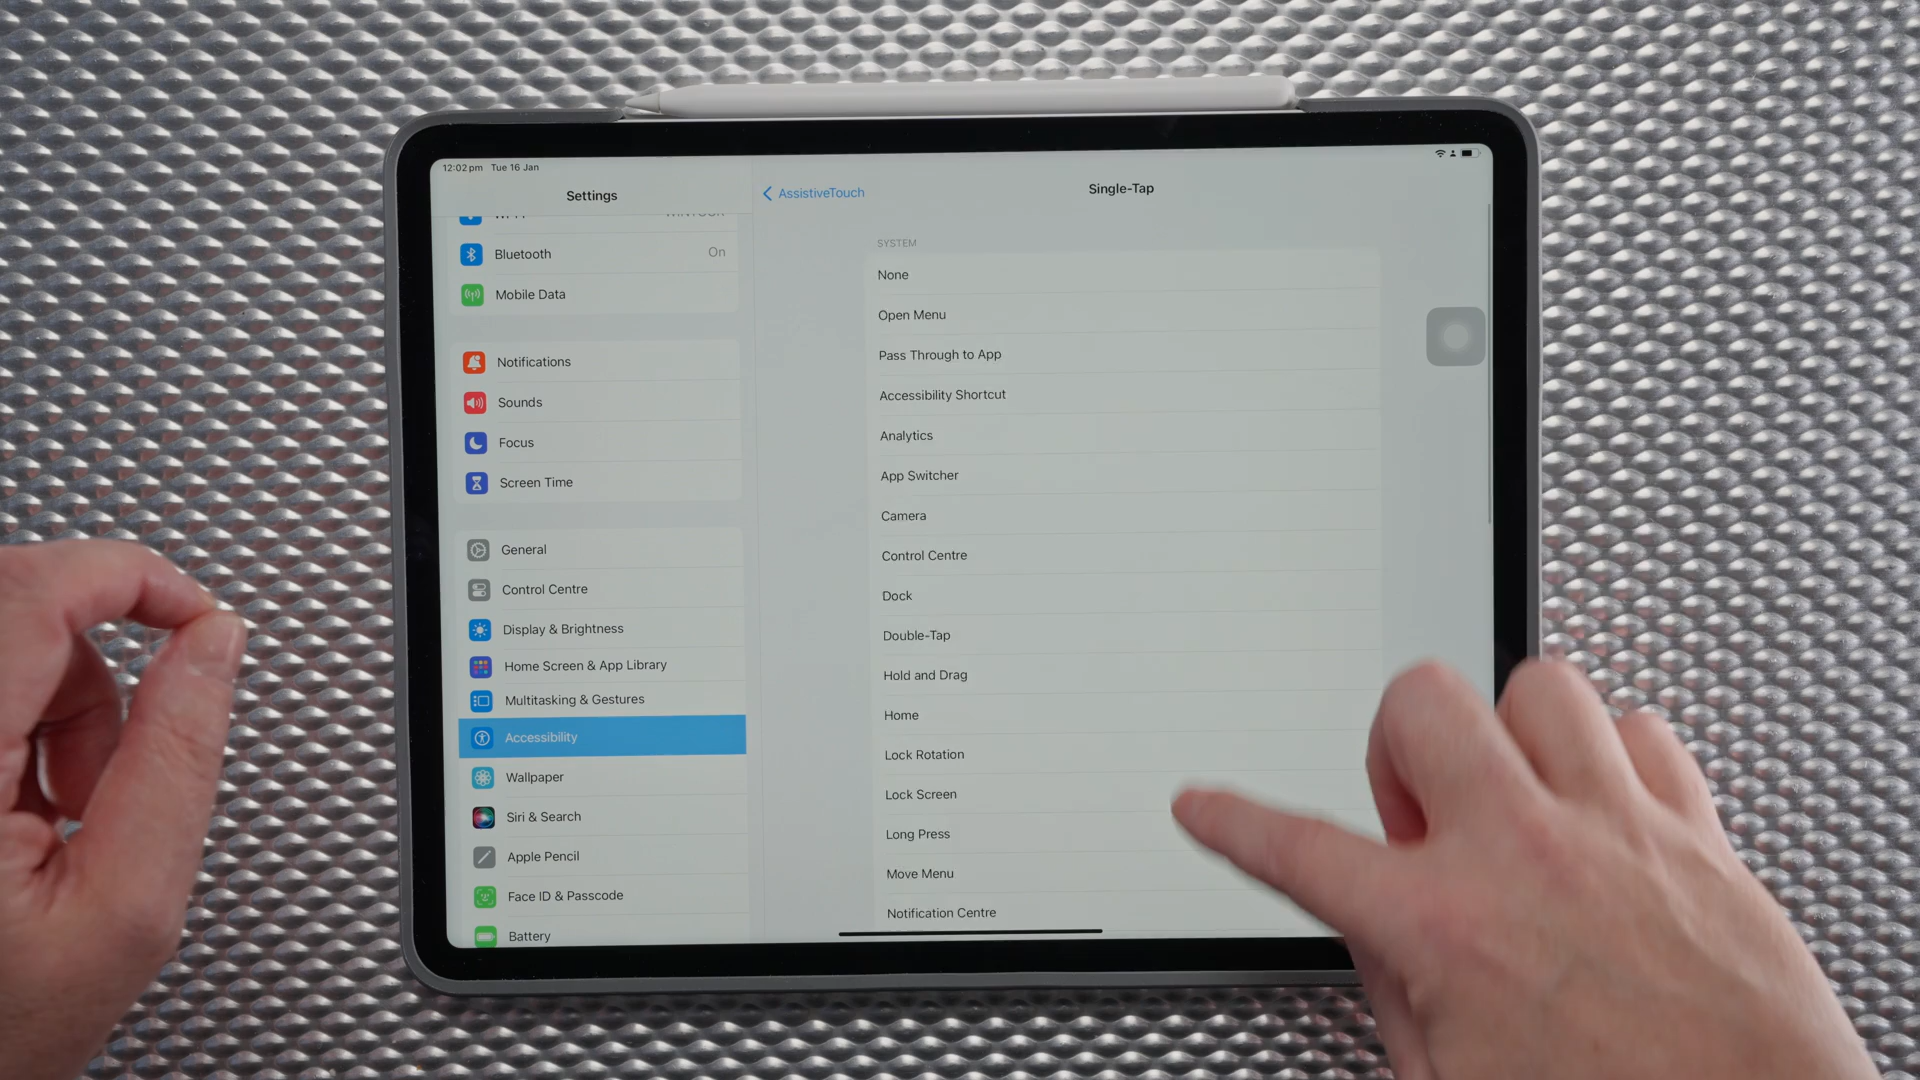 12:02 pm Tue 16 Jan
Settings
Bluetooth On
Mobile Data
Notifications
Sounds
Focus
Screen Time
General
Control Centre
Display & Brightness
Home Screen & App Library
Multitasking & Gestures
Accessibility
Wallpaper
Siri & Search
Apple Pencil
Face ID & Passcode
Battery
AssistiveTouch
Single-Tap
SYSTEM
None
Open Menu
Pass Through to App
Accessibility Shortcut
Analytics
App Switcher
Camera
Control Centre
Dock
Double-Tap
Hold and Drag
Home
Lock Rotation
Lock Screen
Long Press
Move Menu
Notification Centre